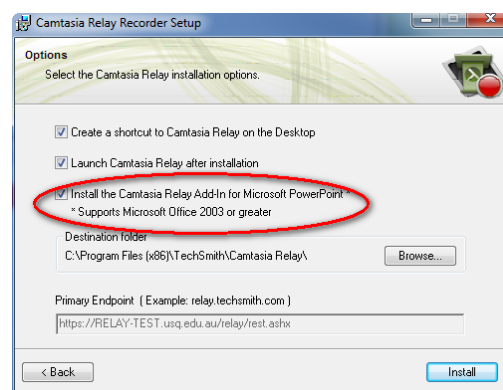 Camtasia Relay Recorder Setup
Options
Select the Camtasia Relay installation options.
Create a shortcut to Camtasia Relay on the Desktop
Launch Camtasia Relay after installation
Install the Camtasia Relay Add-In for Microsoft PowerPoint *
* Supports Microsoft Office 2003 or greater
Destination folder
C:\Program Files (x86)\TechSmith\Camtasia Relay\ Browse...
Primary Endpoint ( Example: relay.techsmith.com )
https://RELAY-TEST.usq.edu.au/relay/rest.ashx
< Back Install